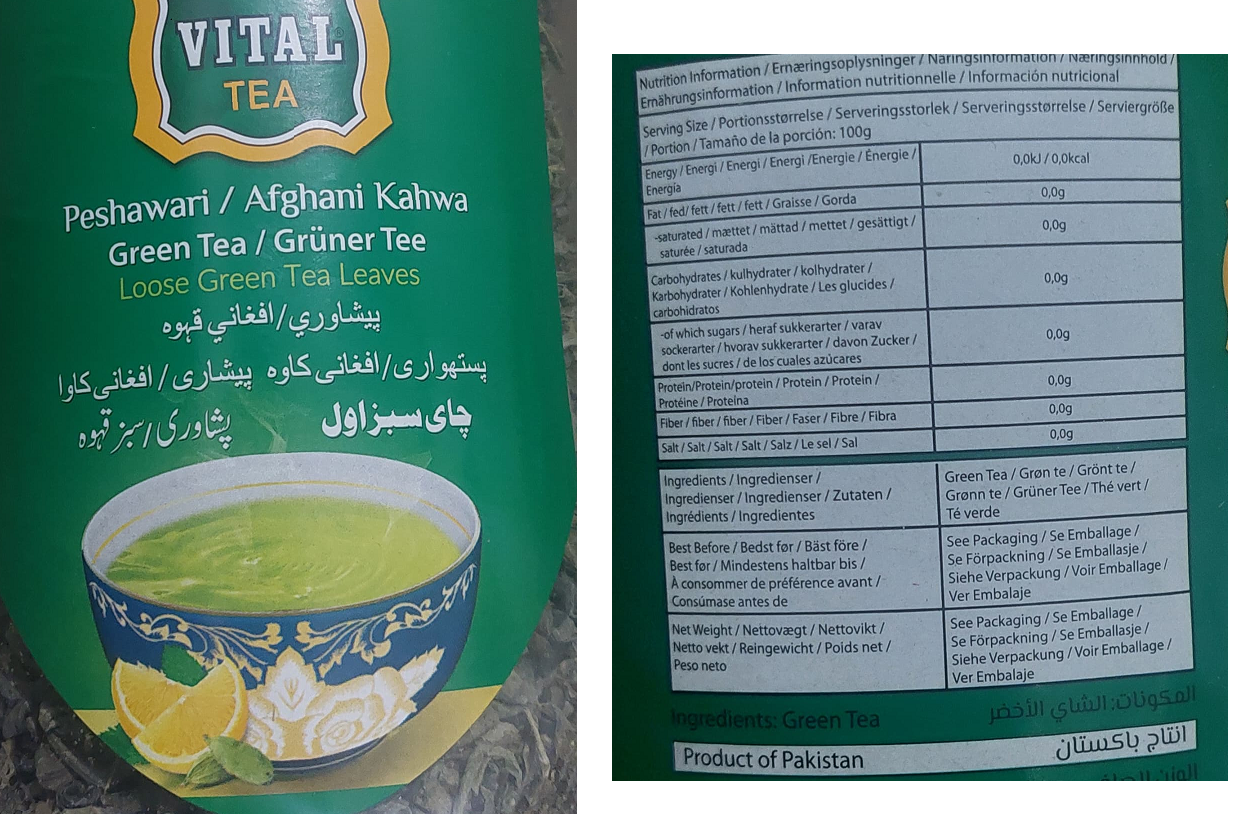 VITAL®
TEA
Peshawari / Afghani Kahwa
Green Tea / Grüner Tee
Loose Green Tea Leaves
پیشاوري/افغاني قہوه
پستهواری/افغانی کاوه پیشاری/افغانی کاوا
چای سبز اول
پشاوری/سبز قہوہ
Nutrition Information / Ernæringsoplysninger / Näringsinformation / Næringsinnhold /
Ernährungsinformation / Information nutritionnelle / Información nutricional
Serving Size / Portionsstørrelse / Serveringsstorlek / Serveringsstørrelse / Serviergröße
/ Portion / Tamaño de la porción: 100g
Energy / Energi / Energi / Energi /Energie / Énergie /
Energía
0,0kJ / 0,0kcal
Fat / fed/ fett / fett / fett / Graisse / Gorda
0,0g
-saturated / mættet / mättad / mettet / gesättigt /
saturée / saturada
0,0g
Carbohydrates / kulhydrater / kolhydrater /
Karbohydrater / Kohlenhydrate / Les glucides /
carbohidratos
0,0g
-of which sugars / heraf sukkerarter / varav
sockerarter / hvorav sukkerarter / davon Zucker /
dont les sucres / de los cuales azúcares
0,0g
Protein/Protein/protein / Protein / Protein /
Protéine / Proteína
0,0g
Fiber / fiber / fiber / Fiber / Faser / Fibre / Fibra
0,0g
Salt / Salt / Salt / Salt / Salz / Le sel / Sal
0,0g
Ingredients / Ingredienser /
Ingredienser / Ingredienser / Zutaten /
Ingrédients / Ingredientes
Green Tea / Grøn te / Grönt te /
Grønn te / Grüner Tee / Thé vert /
Té verde
Best Before / Bedst før / Bäst före /
Best før / Mindestens haltbar bis /
À consommer de préférence avant /
Consúmase antes de
See Packaging / Se Emballage /
Se Förpackning / Se Emballasje /
Siehe Verpackung / Voir Emballage /
Ver Embalaje
Net Weight / Nettovægt / Nettovikt /
Netto vekt / Reingewicht / Poids net /
Peso neto
See Packaging / Se Emballage /
Se Förpackning / Se Emballasje /
Siehe Verpackung / Voir Emballage /
Ver Embalaje
Ingredients: Green Tea
المكونات: الشاي الأخضر
Product of Pakistan
انتاج باكستان